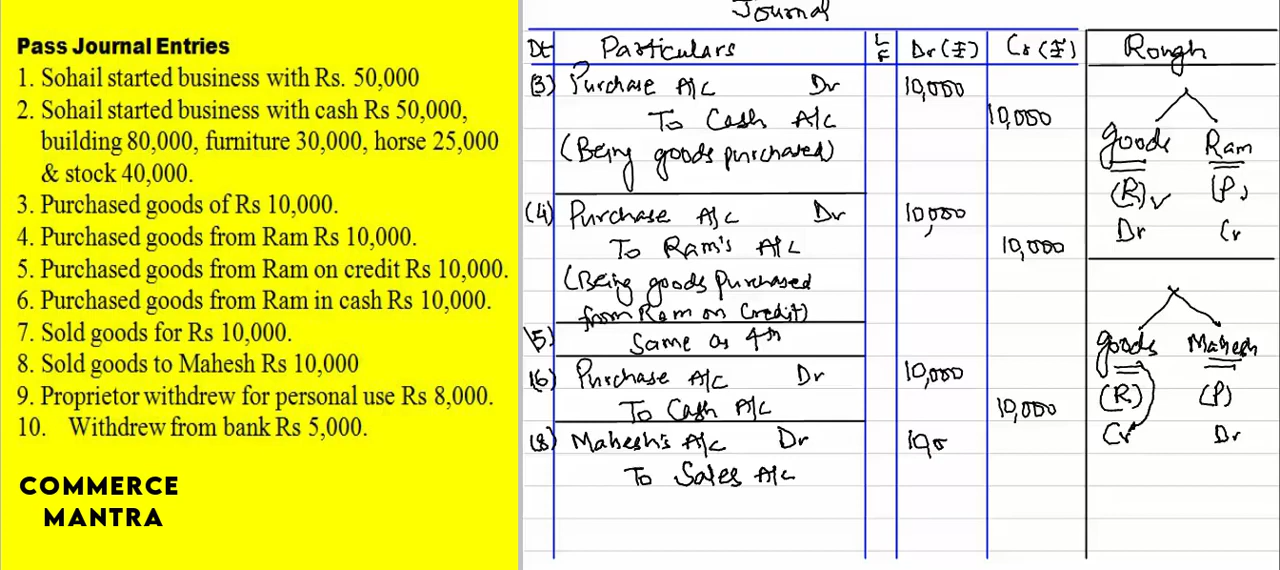 Pass Journal Entries
1. Sohail started business with Rs. 50,000
2. Sohail started business with cash Rs 50,000,
building 80,000, furniture 30,000, horse 25,000
& stock 40,000.
3. Purchased goods of Rs 10,000.
4. Purchased goods from Ram Rs 10,000.
5. Purchased goods from Ram on credit Rs 10,000.
6. Purchased goods from Ram in cash Rs 10,000.
7. Sold goods for Rs 10,000.
8. Sold goods to Mahesh Rs 10,000
9. Proprietor withdrew for personal use Rs 8,000.
10. Withdrew from bank Rs 5,000.
COMMERCE
MANTRA
Journal
Dt Particulars LF Dr (₹) Cr (₹)
(3) Purchase A/c Dr 10,000
To Cash A/c 10,000
(Being goods purchased)
(4) Purchase A/c Dr 10,000
To Ram's A/c 10,000
(Being goods purchased
from Ram on Credit)
(5) Same as 4th
(6) Purchase A/c Dr 10,000
To Cash A/c 10,000
(8) Mahesh's A/c Dr 100
To Sales A/c
Rough
goods Ram
(R) (P)
Dr Cr
goods Mahesh
(R) (P)
Cr Dr